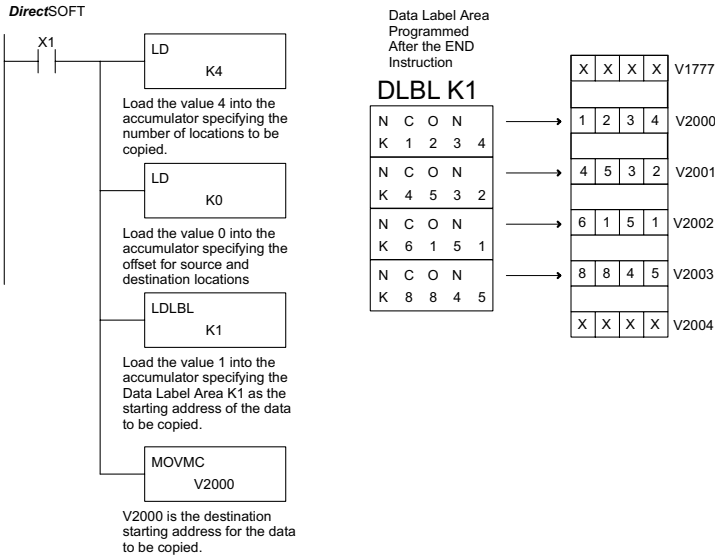 DirectSOFT
X1
LD
K4
Load the value 4 into the
accumulator specifying the
number of locations to be
copied.
LD
K0
Load the value 0 into the
accumulator specifying the
offset for source and
destination locations
LDLBL
K1
Load the value 1 into the
accumulator specifying the
Data Label Area K1 as the
starting address of the data
to be copied.
MOVMC
V2000
V2000 is the destination
starting address for the data
to be copied.
Data Label Area
Programmed
After the END
Instruction
DLBL K1
N C O N
K 1 2 3 4
N C O N
K 4 5 3 2
N C O N
K 6 1 5 1
N C O N
K 8 8 4 5
X X X X V1777
1 2 3 4 V2000
4 5 3 2 V2001
6 1 5 1 V2002
8 8 4 5 V2003
X X X X V2004